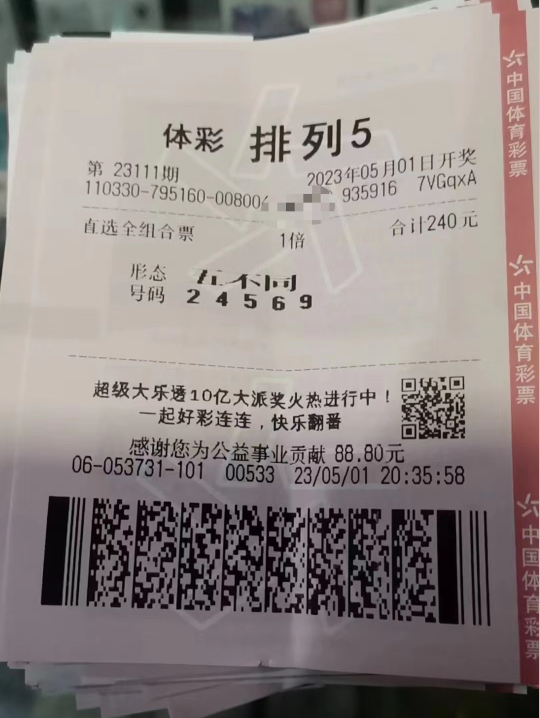 体彩 排列5
第 23111期 2023年05月01日开奖
110330-795160-00800 935916 7VGqxA
直选全组合票 1倍 合计240元
形态 五不同
号码 2 4 5 6 9
超级大乐透10亿大派奖火热进行中！
一起好彩连连，快乐翻番
感谢您为公益事业贡献 88.80元
06-053731-101 00533 23/05/01 20:35:58
中国体育彩票
中国体育彩票
中国体育彩票